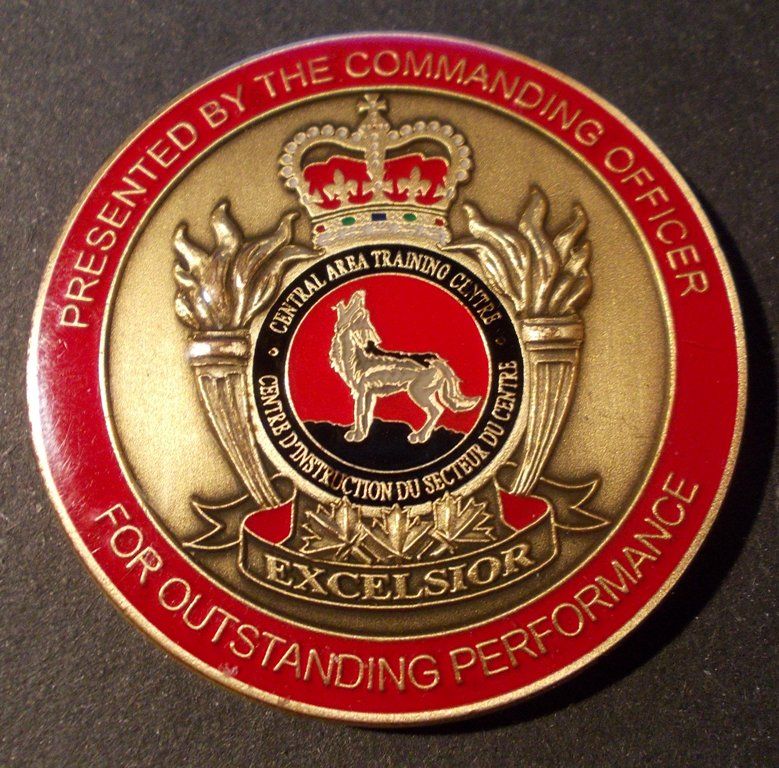 PRESENTED BY THE COMMANDING OFFICER
CENTRAL AREA TRAINING CENTRE
CENTRE D'INSTRUCTION DU SECTEUR DU CENTRE
EXCELSIOR
FOR OUTSTANDING PERFORMANCE